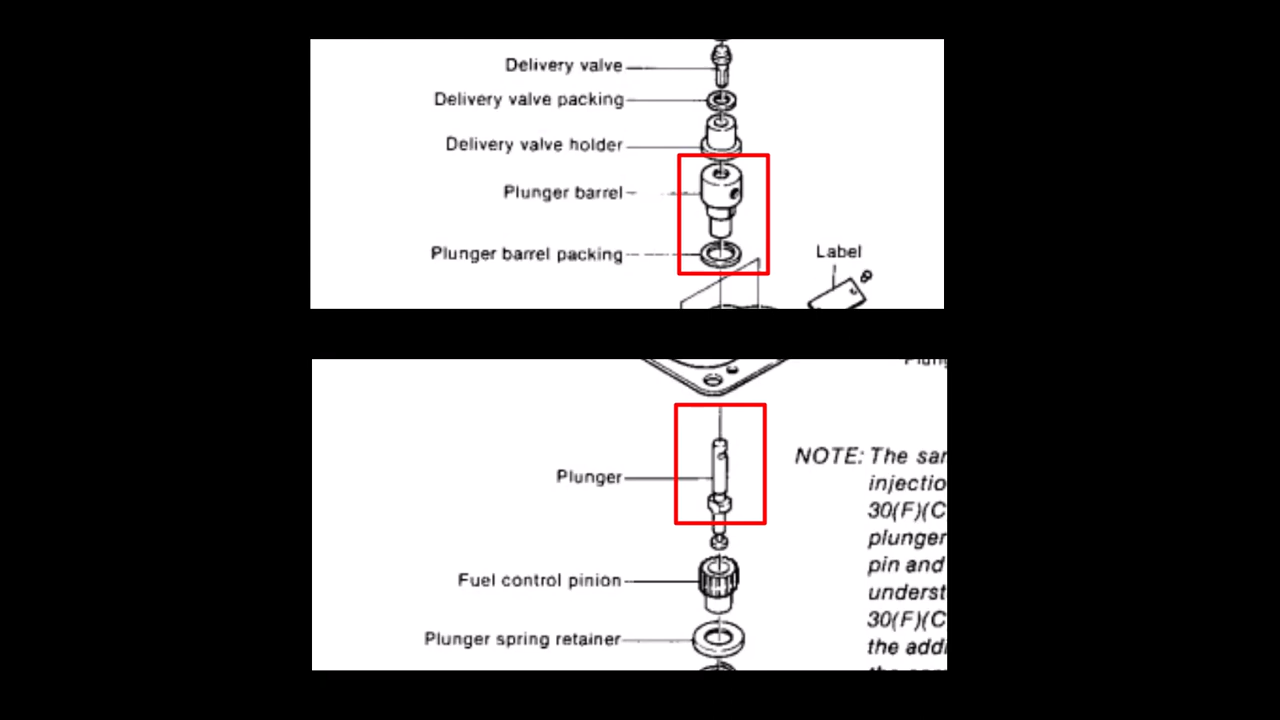 Delivery valve
Delivery valve packing
Delivery valve holder
Plunger barrel
Plunger barrel packing
Label
Plunger
NOTE: The sar
injectio
30(F)(C
plunger
pin and
underst
30(F)(C
the addi
Fuel control pinion
Plunger spring retainer